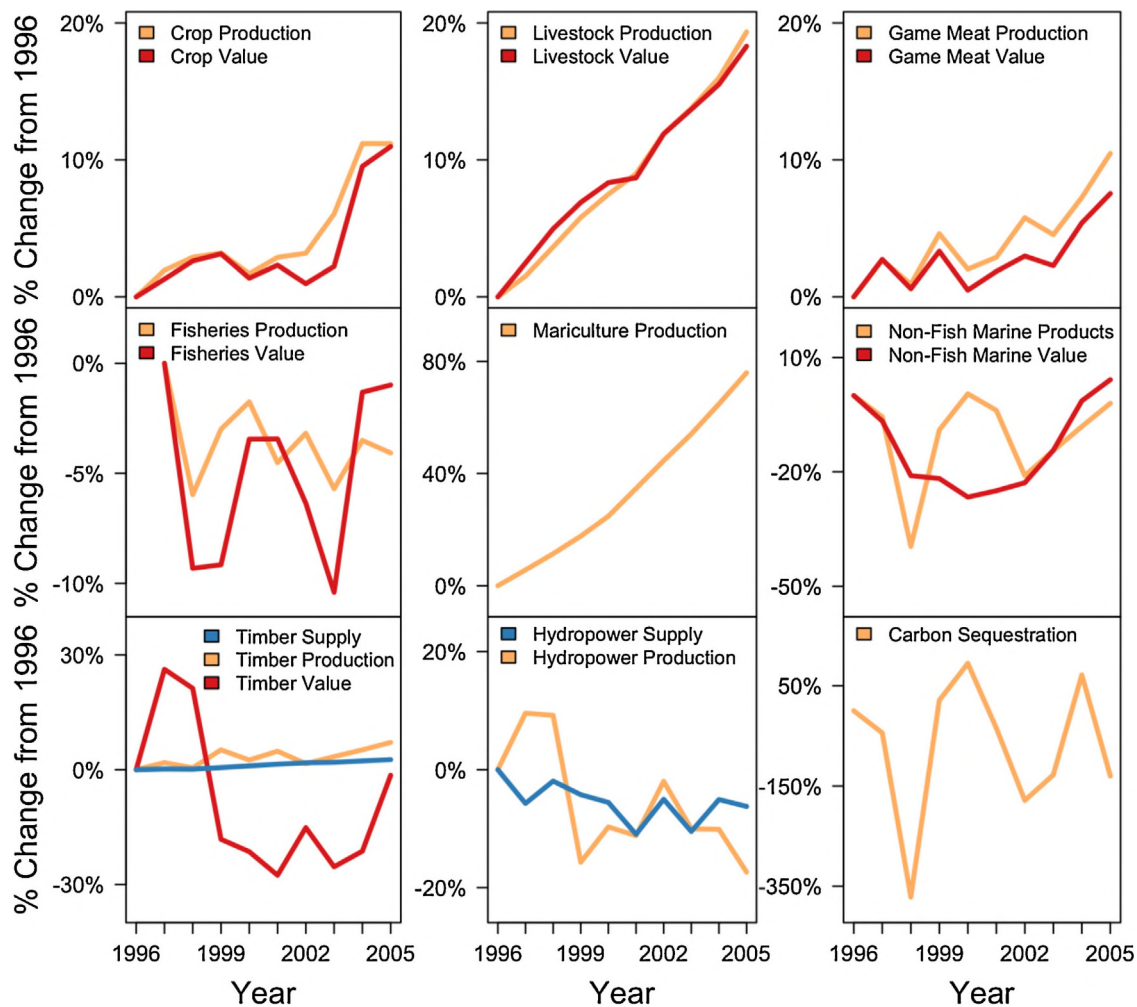 % Change from 1996
20%
10%
0%
Crop Production
Crop Value
20%
10%
0%
Livestock Production
Livestock Value
20%
10%
0%
Game Meat Production
Game Meat Value
% Change from 1996
0%
-5%
-10%
Fisheries Production
Fisheries Value
80%
40%
0%
Mariculture Production
10%
-20%
-50%
Non-Fish Marine Products
Non-Fish Marine Value
% Change from 1996
30%
0%
-30%
Timber Supply
Timber Production
Timber Value
20%
0%
-20%
Hydropower Supply
Hydropower Production
50%
-150%
-350%
Carbon Sequestration
1996 1999 2002 2005
1996 1999 2002 2005
1996 1999 2002 2005
Year
Year
Year